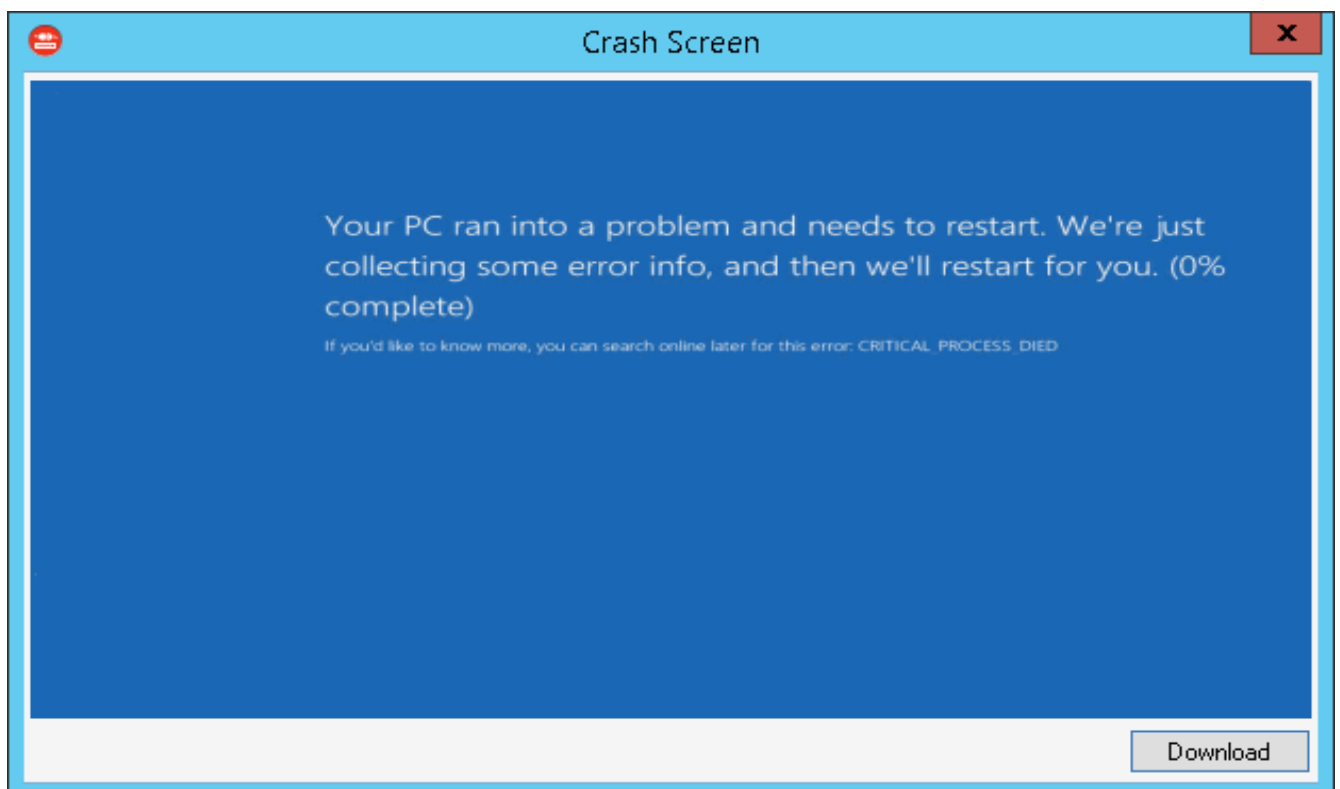 Crash Screen
x
Your PC ran into a problem and needs to restart. We're just
collecting some error info, and then we'll restart for you. (0%
complete)
If you'd like to know more, you can search online later for this error: CRITICAL_PROCESS_DIED
Download